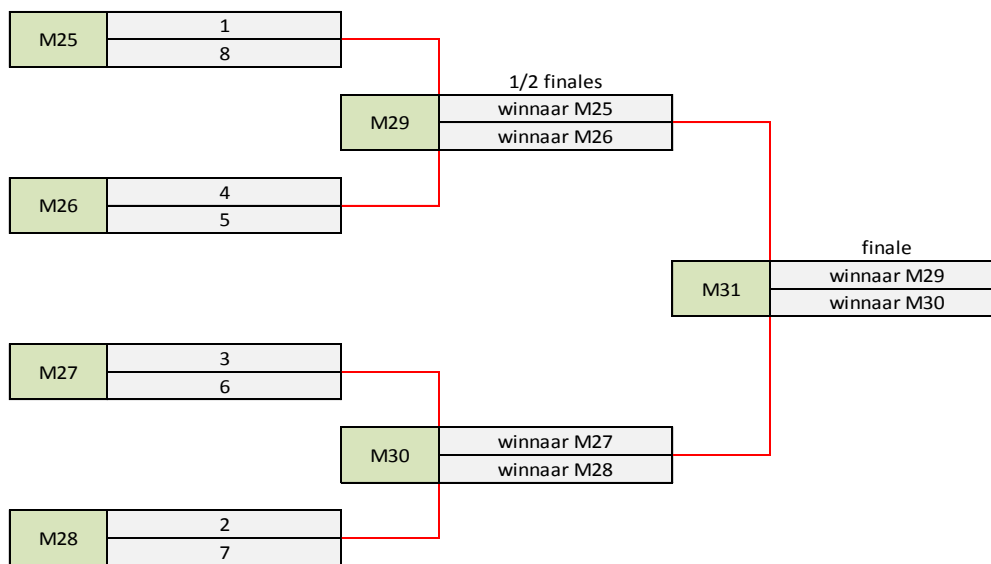 M25
1
8
1/2 finales
M29
winnaar M25
winnaar M26
M26
4
5
finale
M31
winnaar M29
winnaar M30
M27
3
6
M30
winnaar M27
winnaar M28
M28
2
7